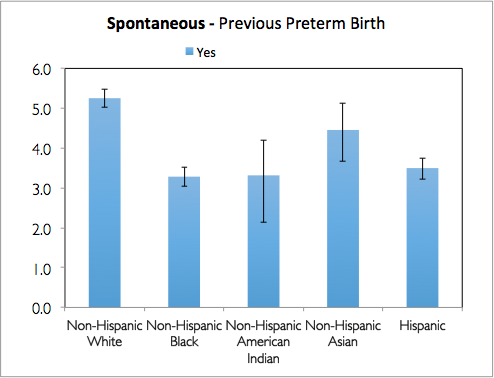 Spontaneous - Previous Preterm Birth
Yes
6.0
5.0
4.0
3.0
2.0
1.0
0.0
Non-Hispanic White
Non-Hispanic Black
Non-Hispanic American Indian
Non-Hispanic Asian
Hispanic